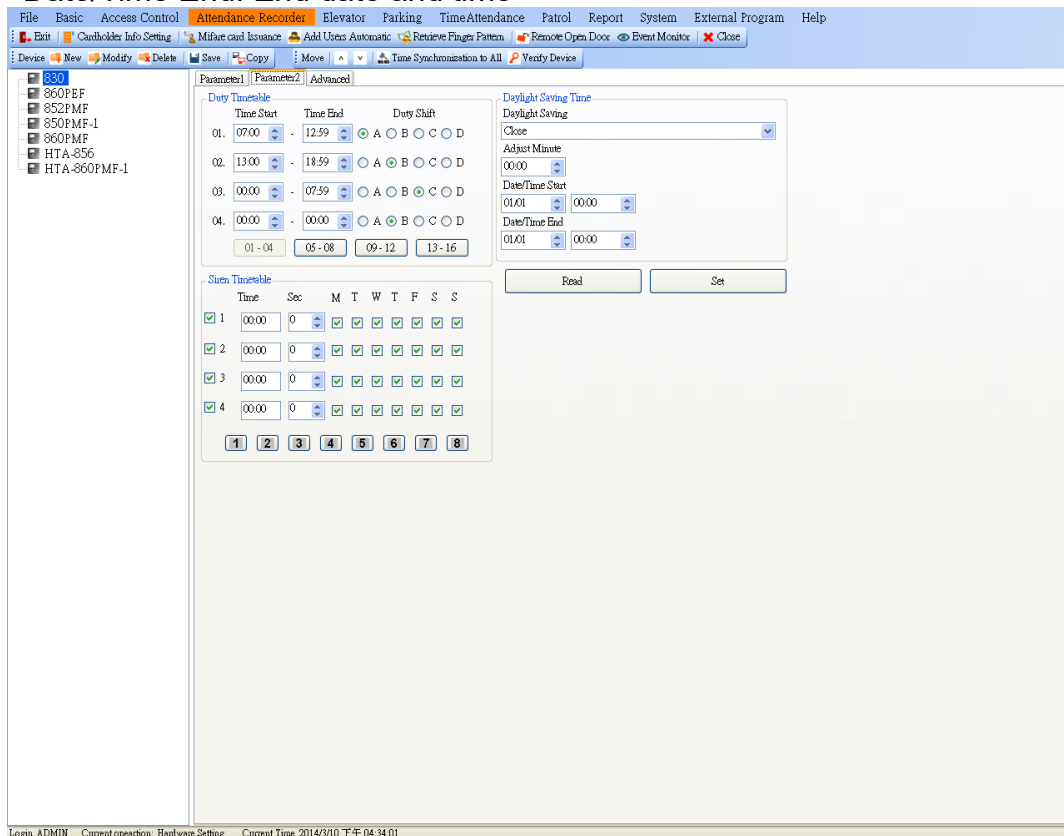 Date/Time End: End date and time
File Basic Access Control Attendance Recorder Elevator Parking TimeAttendance Patrol Report System External Program Help
Exit Cardholder Info Setting Mifare card Issuance Add Users Automatic Retrieve Finger Pattern Remote Open Door Event Monitor Close
Device New Modify Delete Save Copy Move Time Synchronization to All Verify Device
830
860PEF
852PMF
850PMF-1
860PMF
HTA-856
HTA-860PMF-1
Parameter1 Parameter2 Advanced
Duty Timetable
Time Start Time End Duty Shift
01. 07:00 - 12:59 A B C D
02. 13:00 - 18:59 A B C D
03. 00:00 - 07:59 A B C D
04. 00:00 - 00:00 A B C D
01 - 04 05 - 08 09 - 12 13 - 16
Siren Timetable
Time Sec M T W T F S S
1 00:00 0
2 00:00 0
3 00:00 0
4 00:00 0
1 2 3 4 5 6 7 8
Daylight Saving Time
Daylight Saving
Close
Adjust Minute
00:00
Date/Time Start
01/01 00:00
Date/Time End
01/01 00:00
Read Set
Login ADMIN Current opeartion: Hardware Setting Current Time 2014/3/10 下午 04:34:01